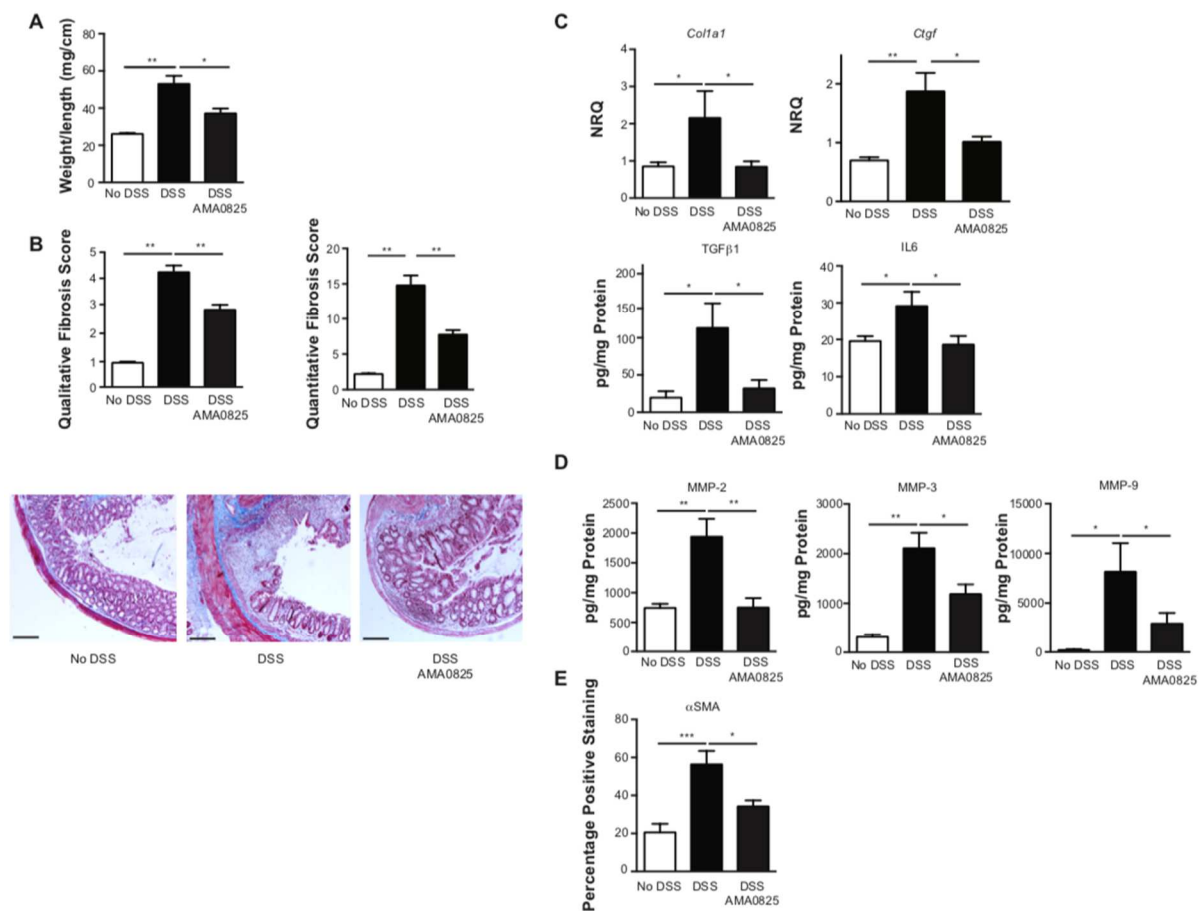 A
Weight/length (mg/cm)
80
60
40
20
0
** *
No DSS DSS DSS
AMA0825
B
Qualitative Fibrosis Score
5
4
3
2
1
0
** **
No DSS DSS DSS
AMA0825
Quantitative Fibrosis Score
20
15
10
5
0
** **
No DSS DSS DSS
AMA0825
No DSS DSS DSS
AMA0825
C
Col1a1
NRQ
4
3
2
1
0
* *
No DSS DSS DSS
AMA0825
Ctgf
NRQ
2
1
0
** *
No DSS DSS DSS
AMA0825
TGFβ1
pg/mg Protein
200
150
100
50
0
* *
No DSS DSS DSS
AMA0825
IL6
pg/mg Protein
40
30
20
10
0
* *
No DSS DSS DSS
AMA0825
D
MMP-2
pg/mg Protein
2500
2000
1500
1000
500
0
** **
No DSS DSS DSS
AMA0825
MMP-3
pg/mg Protein
3000
2000
1000
0
** *
No DSS DSS DSS
AMA0825
MMP-9
pg/mg Protein
15000
10000
5000
0
* *
No DSS DSS DSS
AMA0825
E
αSMA
Percentage Positive Staining
80
60
40
20
0
*** *
No DSS DSS DSS
AMA0825